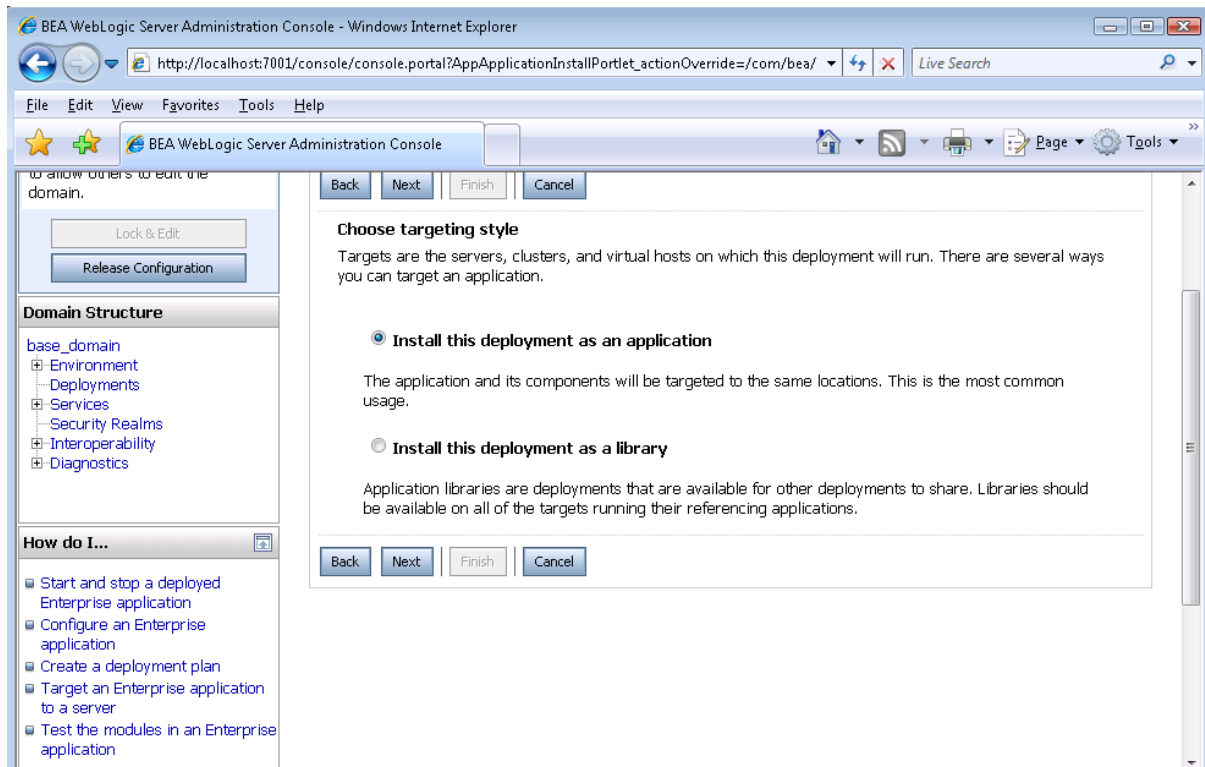 BEA WebLogic Server Administration Console - Windows Internet Explorer
http://localhost:7001/console/console.portal?AppApplicationInstallPortlet_actionOverride=/com/bea/
Live Search
File Edit View Favorites Tools Help
BEA WebLogic Server Administration Console
Page Tools
to allow others to edit the
domain.
Lock & Edit
Release Configuration
Domain Structure
base_domain
Environment
Deployments
Services
Security Realms
Interoperability
Diagnostics
How do I...
Start and stop a deployed
Enterprise application
Configure an Enterprise
application
Create a deployment plan
Target an Enterprise application
to a server
Test the modules in an Enterprise
application
Back Next Finish Cancel
Choose targeting style
Targets are the servers, clusters, and virtual hosts on which this deployment will run. There are several ways
you can target an application.
Install this deployment as an application
The application and its components will be targeted to the same locations. This is the most common
usage.
Install this deployment as a library
Application libraries are deployments that are available for other deployments to share. Libraries should
be available on all of the targets running their referencing applications.
Back Next Finish Cancel